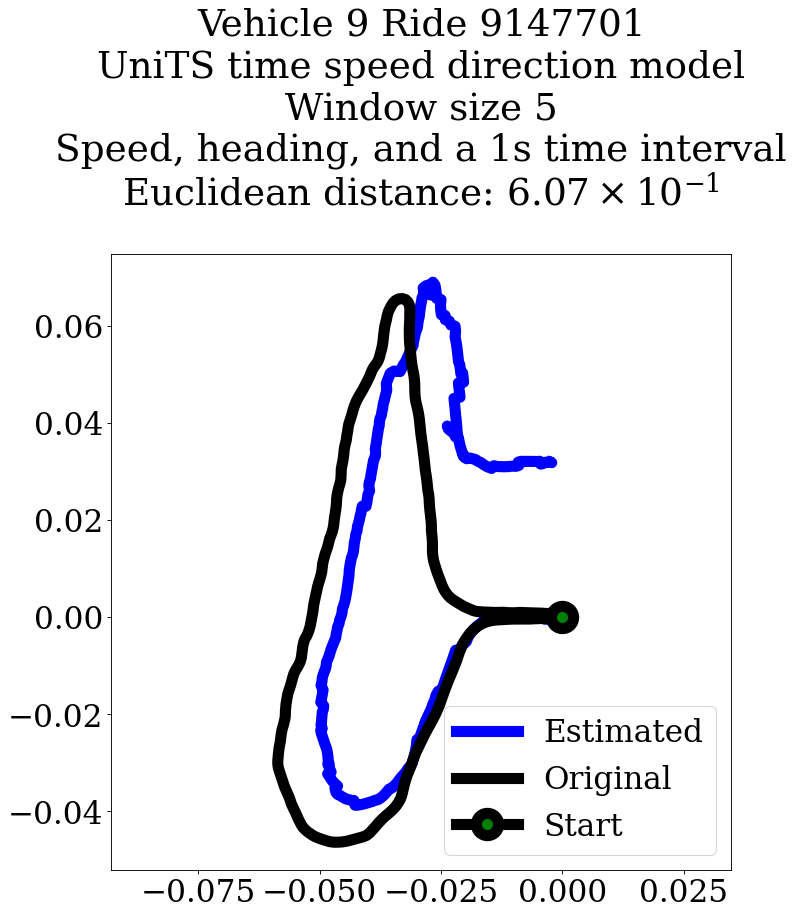 Vehicle 9 Ride 9147701
UniTS time speed direction model
Window size 5
Speed, heading, and a 1s time interval
Euclidean distance: 6.07 × 10⁻¹
0.06
0.04
0.02
0.00
−0.02
−0.04
Estimated
Original
Start
−0.075 −0.050 −0.025 0.000 0.025